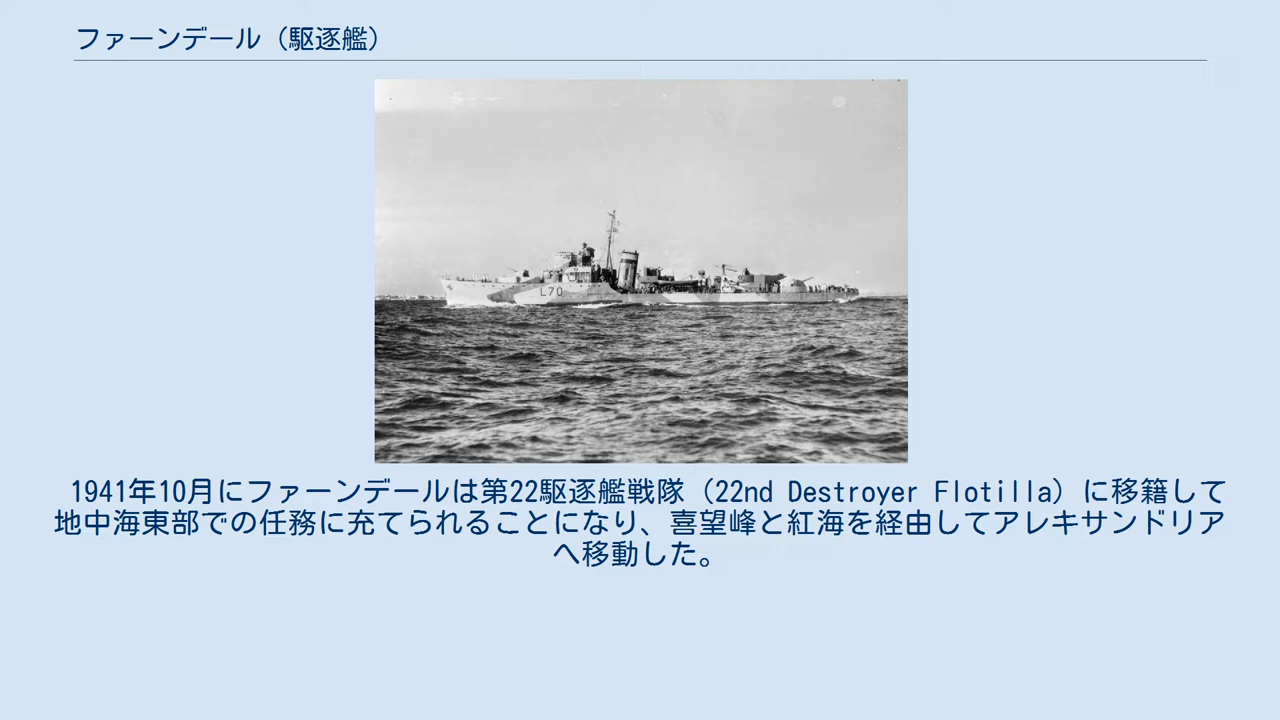 ファーンデール（駆逐艦）
L70
1941年10月にファーンデールは第22駆逐艦戦隊（22nd Destroyer Flotilla）に移籍して
地中海東部での任務に充てられることになり、喜望峰と紅海を経由してアレキサンドリア
へ移動した。